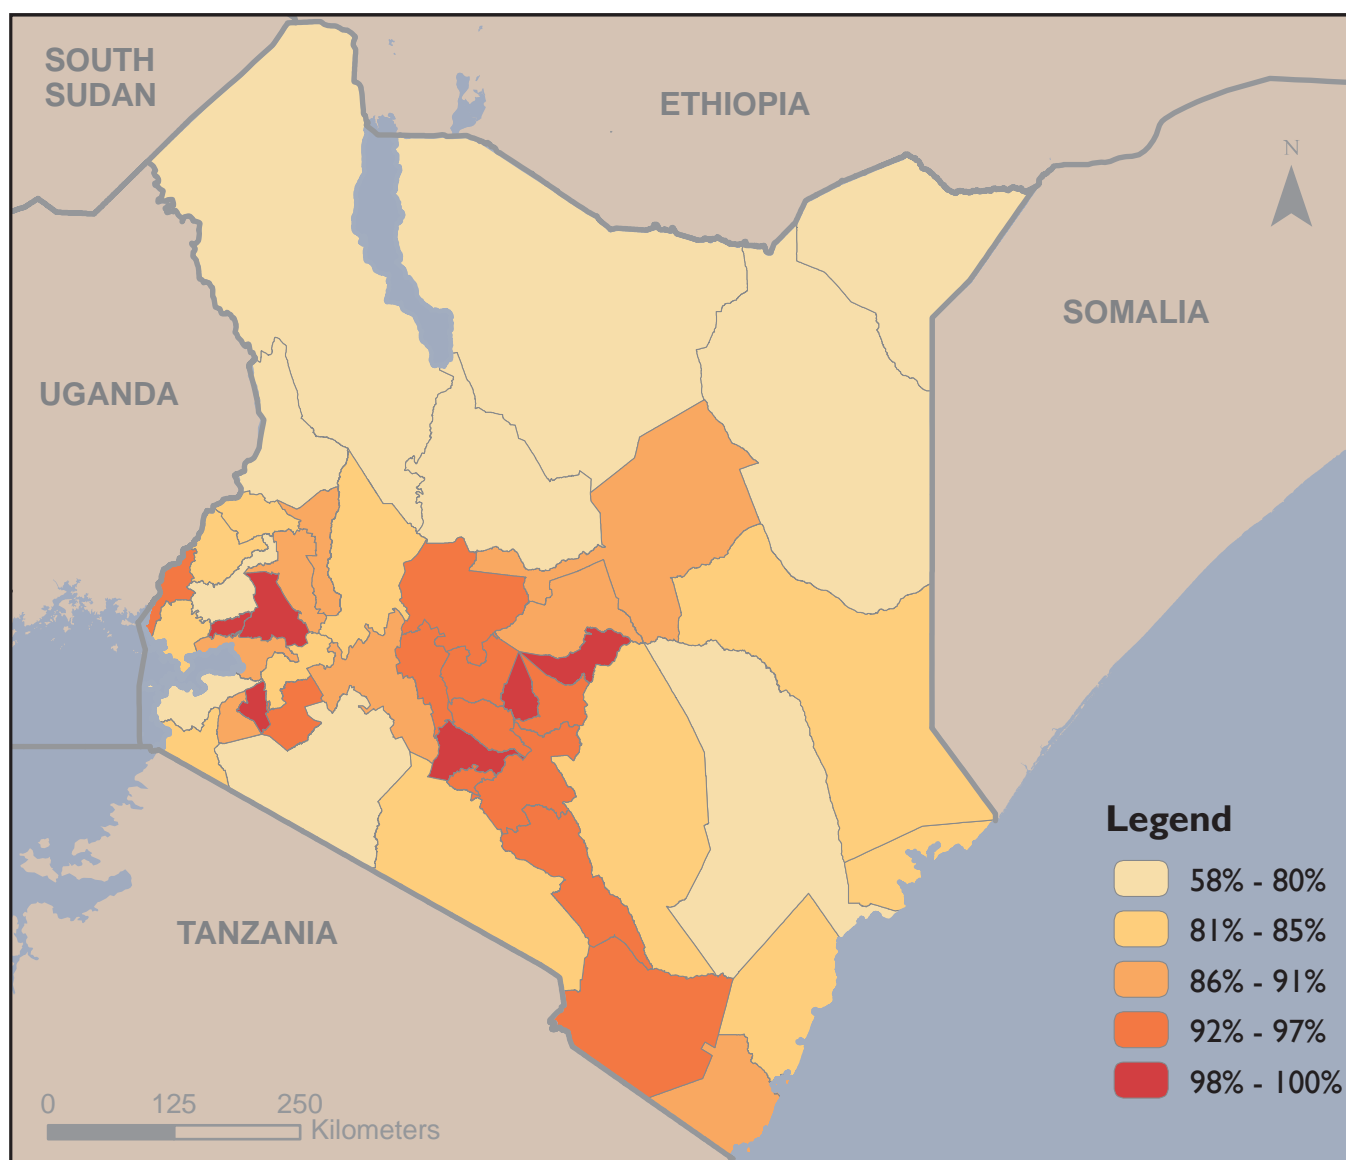 SOUTH
SUDAN
ETHIOPIA
N
SOMALIA
UGANDA
TANZANIA
Legend
58% - 80%
81% - 85%
86% - 91%
92% - 97%
98% - 100%
0 125 250
Kilometers